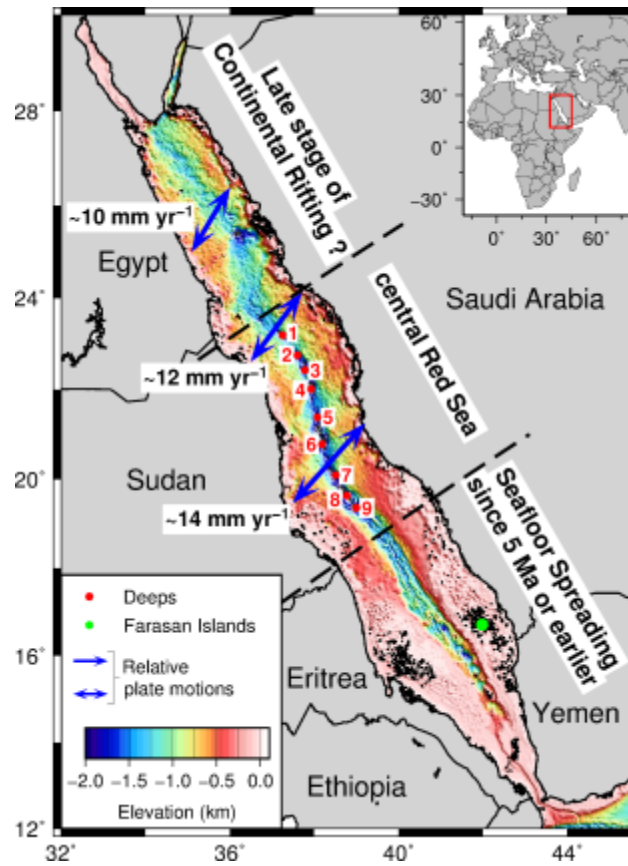 60°
30°
0°
−30°
0° 30° 60°
28°
24°
20°
16°
12°
32° 36° 40° 44°
Late stage of
Continental Rifting ?
central Red Sea
Seafloor Spreading
since 5 Ma or earlier
~10 mm yr⁻¹
~12 mm yr⁻¹
~14 mm yr⁻¹
Egypt
Saudi Arabia
Sudan
Eritrea
Yemen
Ethiopia
1
2
3
4
5
6
7
8
9
Deeps
Farasan Islands
Relative
plate motions
−2.0 −1.5 −1.0 −0.5 0.0
Elevation (km)